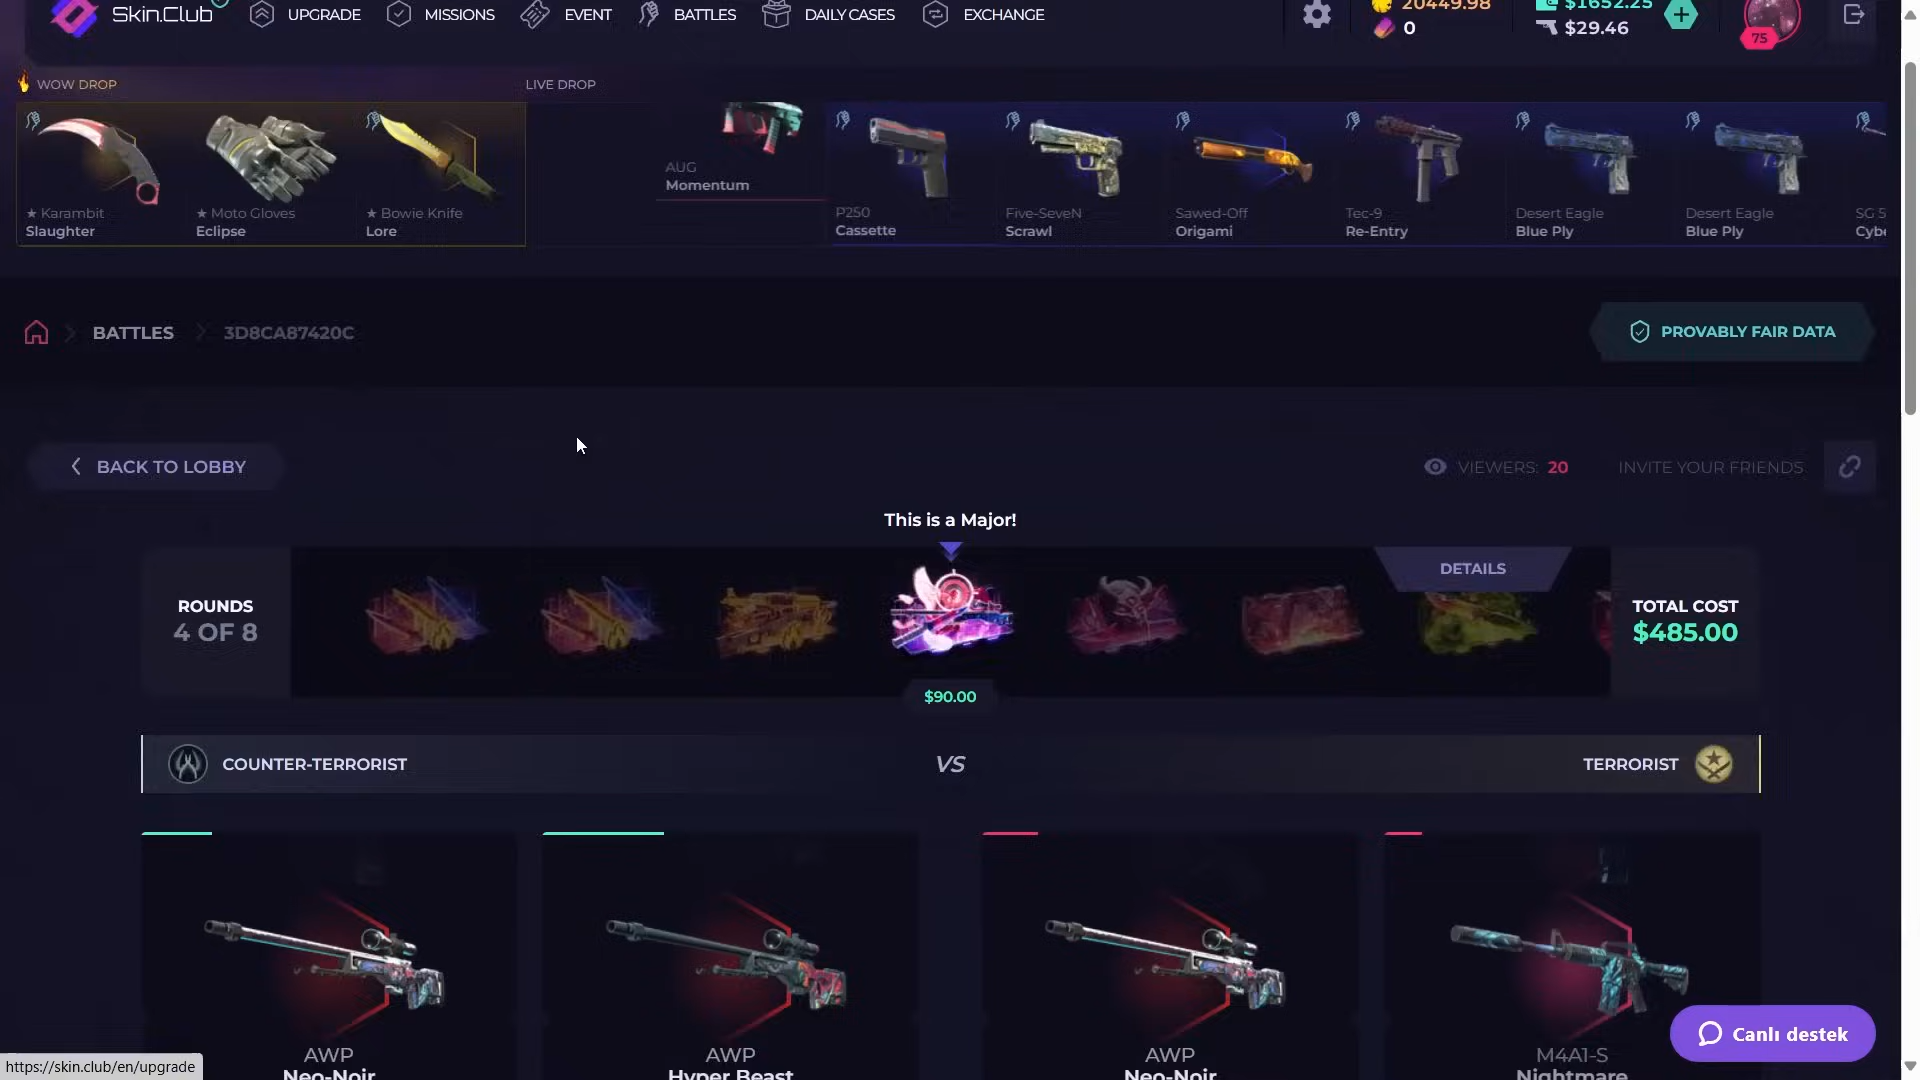 Skin.Club
UPGRADE
MISSIONS
EVENT
BATTLES
DAILY CASES
EXCHANGE
20449.98
0
$1652.25
$29.46
75
WOW DROP
LIVE DROP
★ Karambit
Slaughter
★ Moto Gloves
Eclipse
★ Bowie Knife
Lore
AUG
Momentum
P250
Cassette
Five-SeveN
Scrawl
Sawed-Off
Origami
Tec-9
Re-Entry
Desert Eagle
Blue Ply
Desert Eagle
Blue Ply
SG 5
Cybe
BATTLES
3D8CA87420C
PROVABLY FAIR DATA
BACK TO LOBBY
VIEWERS: 20
INVITE YOUR FRIENDS
This is a Major!
DETAILS
ROUNDS
4 OF 8
TOTAL COST
$485.00
$90.00
COUNTER-TERRORIST
VS
TERRORIST
AWP
Neo-Noir
AWP
Hyper Beast
AWP
Neo-Noir
M4A1-S
Nightmare
Canlı destek
https://skin.club/en/upgrade